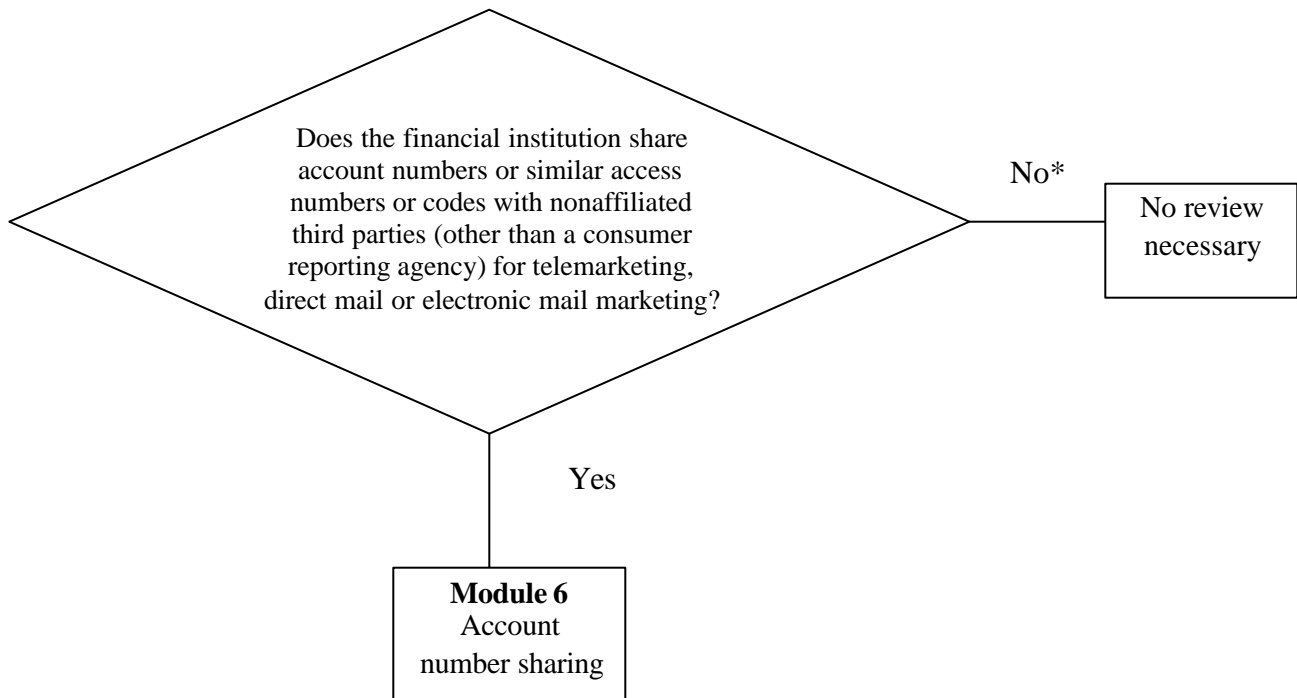 Does the financial institution share
account numbers or similar access
numbers or codes with nonaffiliated
third parties (other than a consumer
reporting agency) for telemarketing,
direct mail or electronic mail marketing?
No*
No review
necessary
Yes
Module 6
Account
number sharing